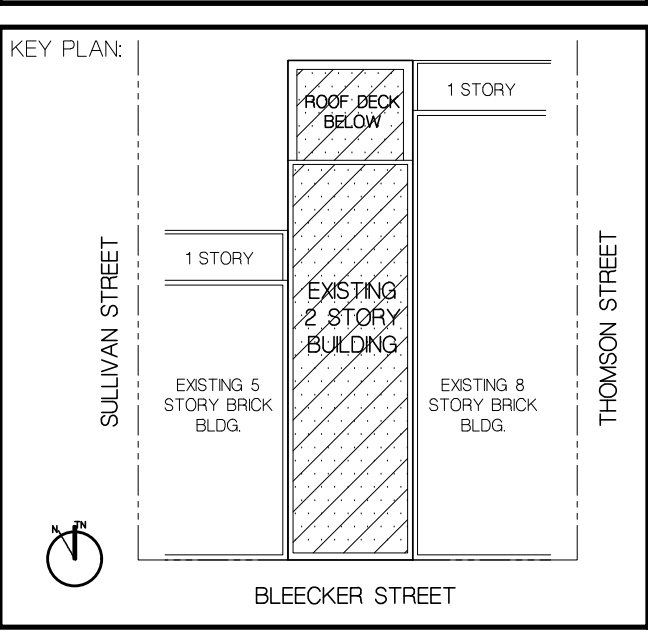 KEY PLAN:
ROOF DECK
BELOW
1 STORY
1 STORY
SULLIVAN STREET
EXISTING
2 STORY
BUILDING
THOMSON STREET
EXISTING 5
STORY BRICK
BLDG.
EXISTING 8
STORY BRICK
BLDG.
N
TN
BLEECKER STREET